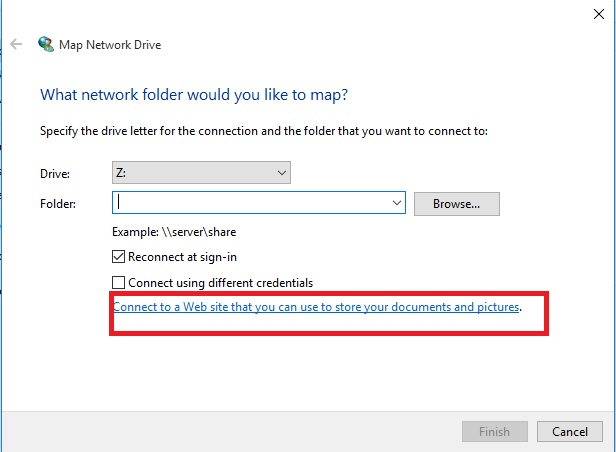 Map Network Drive
What network folder would you like to map?
Specify the drive letter for the connection and the folder that you want to connect to:
Drive: Z:
Folder: Browse...
Example: \\server\share
Reconnect at sign-in
Connect using different credentials
Connect to a Web site that you can use to store your documents and pictures.
Finish Cancel